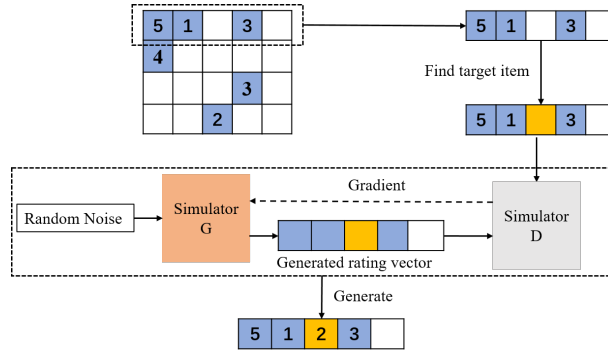 5 1 3
4
3
2
5 1 3
Find target item
5 1 3
Gradient
Random Noise
Simulator
G
Simulator
D
Generated rating vector
Generate
5 1 2 3